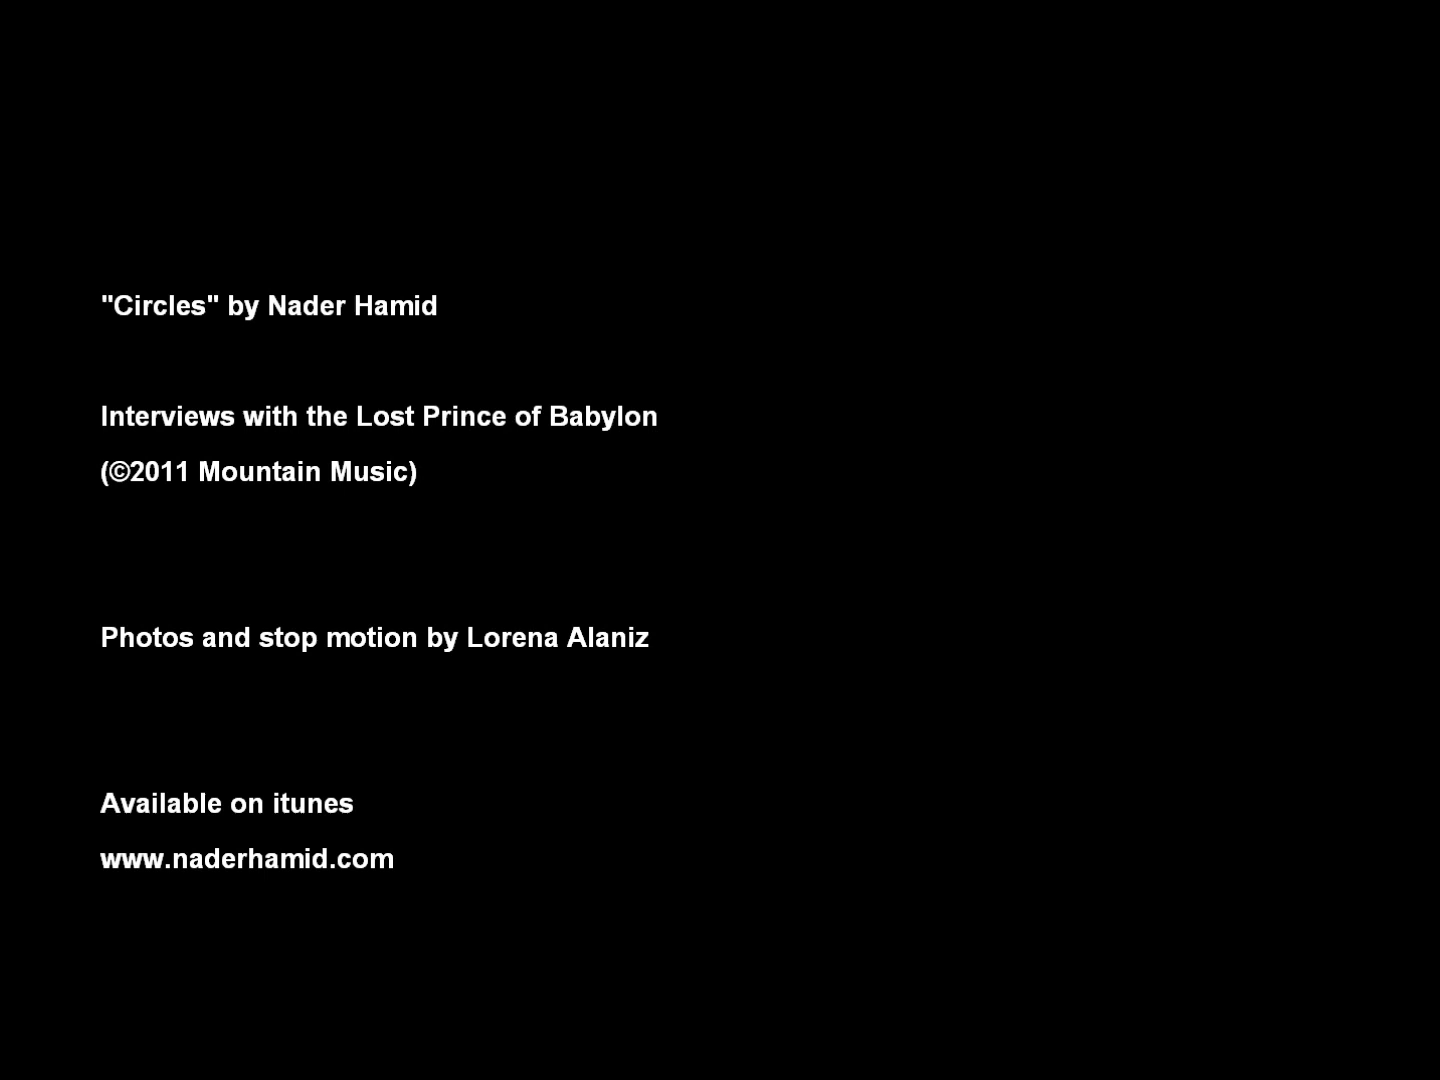 "Circles" by Nader Hamid
Interviews with the Lost Prince of Babylon
(©2011 Mountain Music)
Photos and stop motion by Lorena Alaniz
Available on itunes
www.naderhamid.com